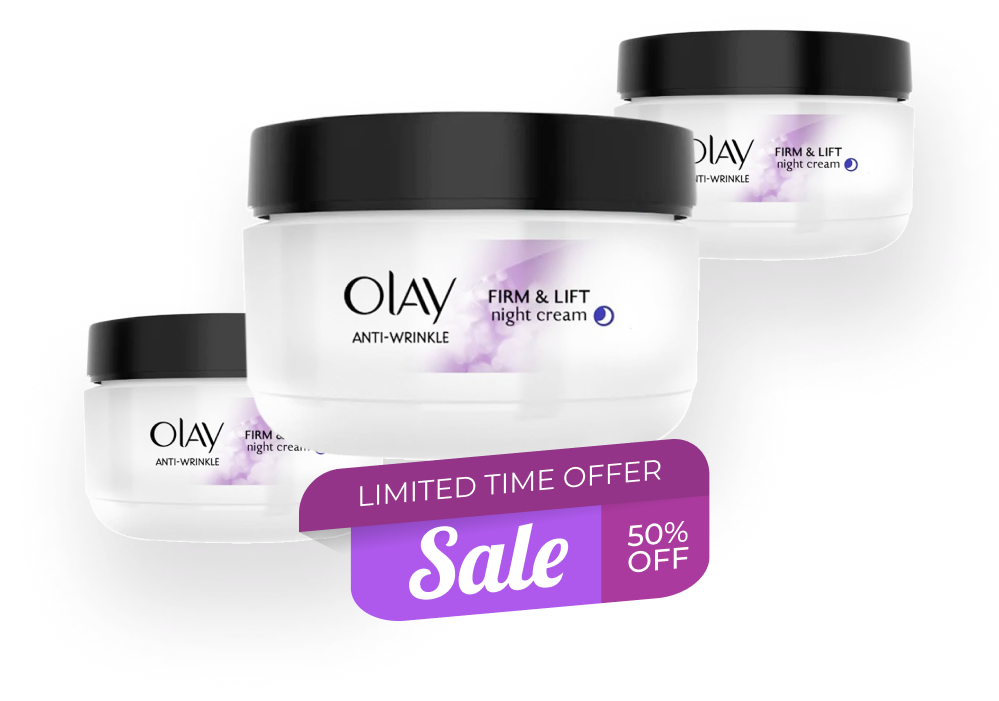 OLAY
ANTI-WRINKLE
FIRM & LIFT
night cream
OLAY
ANTI-WRINKLE
FIRM & LIFT
night cream
OLAY
ANTI-WRINKLE
FIRM &
night cream
LIMITED TIME OFFER
Sale
50%
OFF